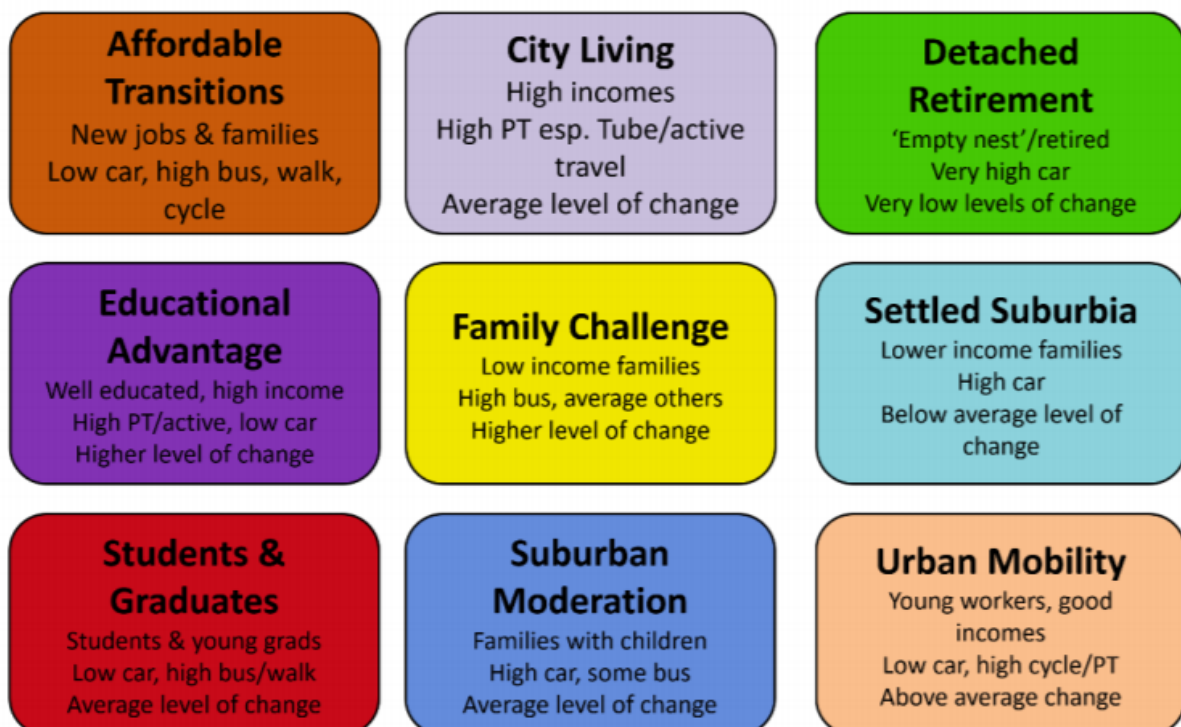 Affordable
Transitions
New jobs & families
Low car, high bus, walk,
cycle
City Living
High incomes
High PT esp. Tube/active
travel
Average level of change
Detached
Retirement
‘Empty nest’/retired
Very high car
Very low levels of change
Educational
Advantage
Well educated, high income
High PT/active, low car
Higher level of change
Family Challenge
Low income families
High bus, average others
Higher level of change
Settled Suburbia
Lower income families
High car
Below average level of
change
Students &
Graduates
Students & young grads
Low car, high bus/walk
Average level of change
Suburban
Moderation
Families with children
High car, some bus
Average level of change
Urban Mobility
Young workers, good
incomes
Low car, high cycle/PT
Above average change